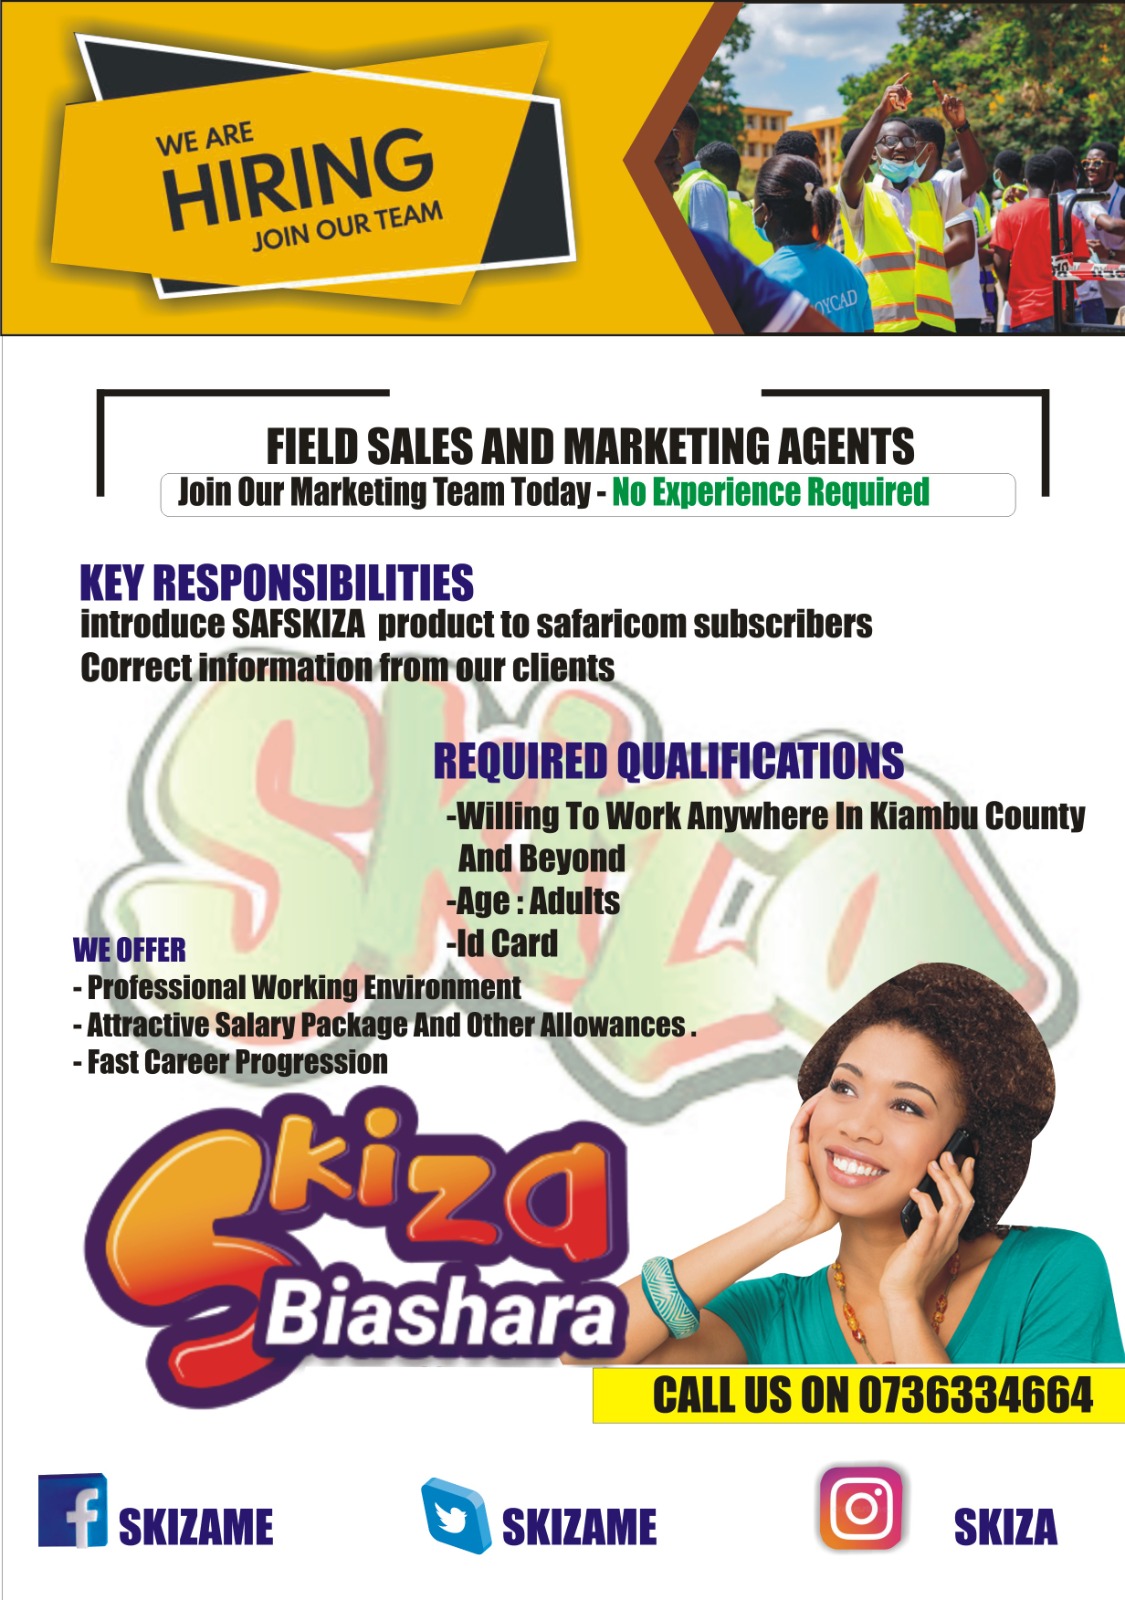 WE ARE
HIRING
JOIN OUR TEAM
OYCAD
FIELD SALES AND MARKETING AGENTS
Join Our Marketing Team Today - No Experience Required
KEY RESPONSIBILITIES
introduce SAFSKIZA product to safaricom subscribers
Correct information from our clients
Skiza
REQUIRED QUALIFICATIONS
-Willing To Work Anywhere In Kiambu County
And Beyond
-Age : Adults
-Id Card
WE OFFER
- Professional Working Environment
- Attractive Salary Package And Other Allowances .
- Fast Career Progression
Skiza
Biashara
CALL US ON 0736334664
f SKIZAME
SKIZAME
SKIZA